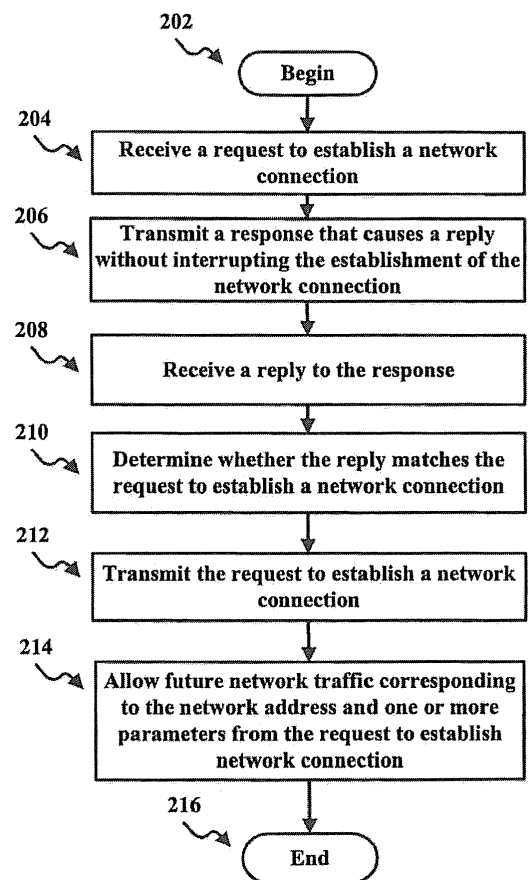 202
Begin
204
Receive a request to establish a network
connection
206
Transmit a response that causes a reply
without interrupting the establishment of the
network connection
208
Receive a reply to the response
210
Determine whether the reply matches the
request to establish a network connection
212
Transmit the request to establish a network
connection
214
Allow future network traffic corresponding
to the network address and one or more
parameters from the request to establish
network connection
216
End